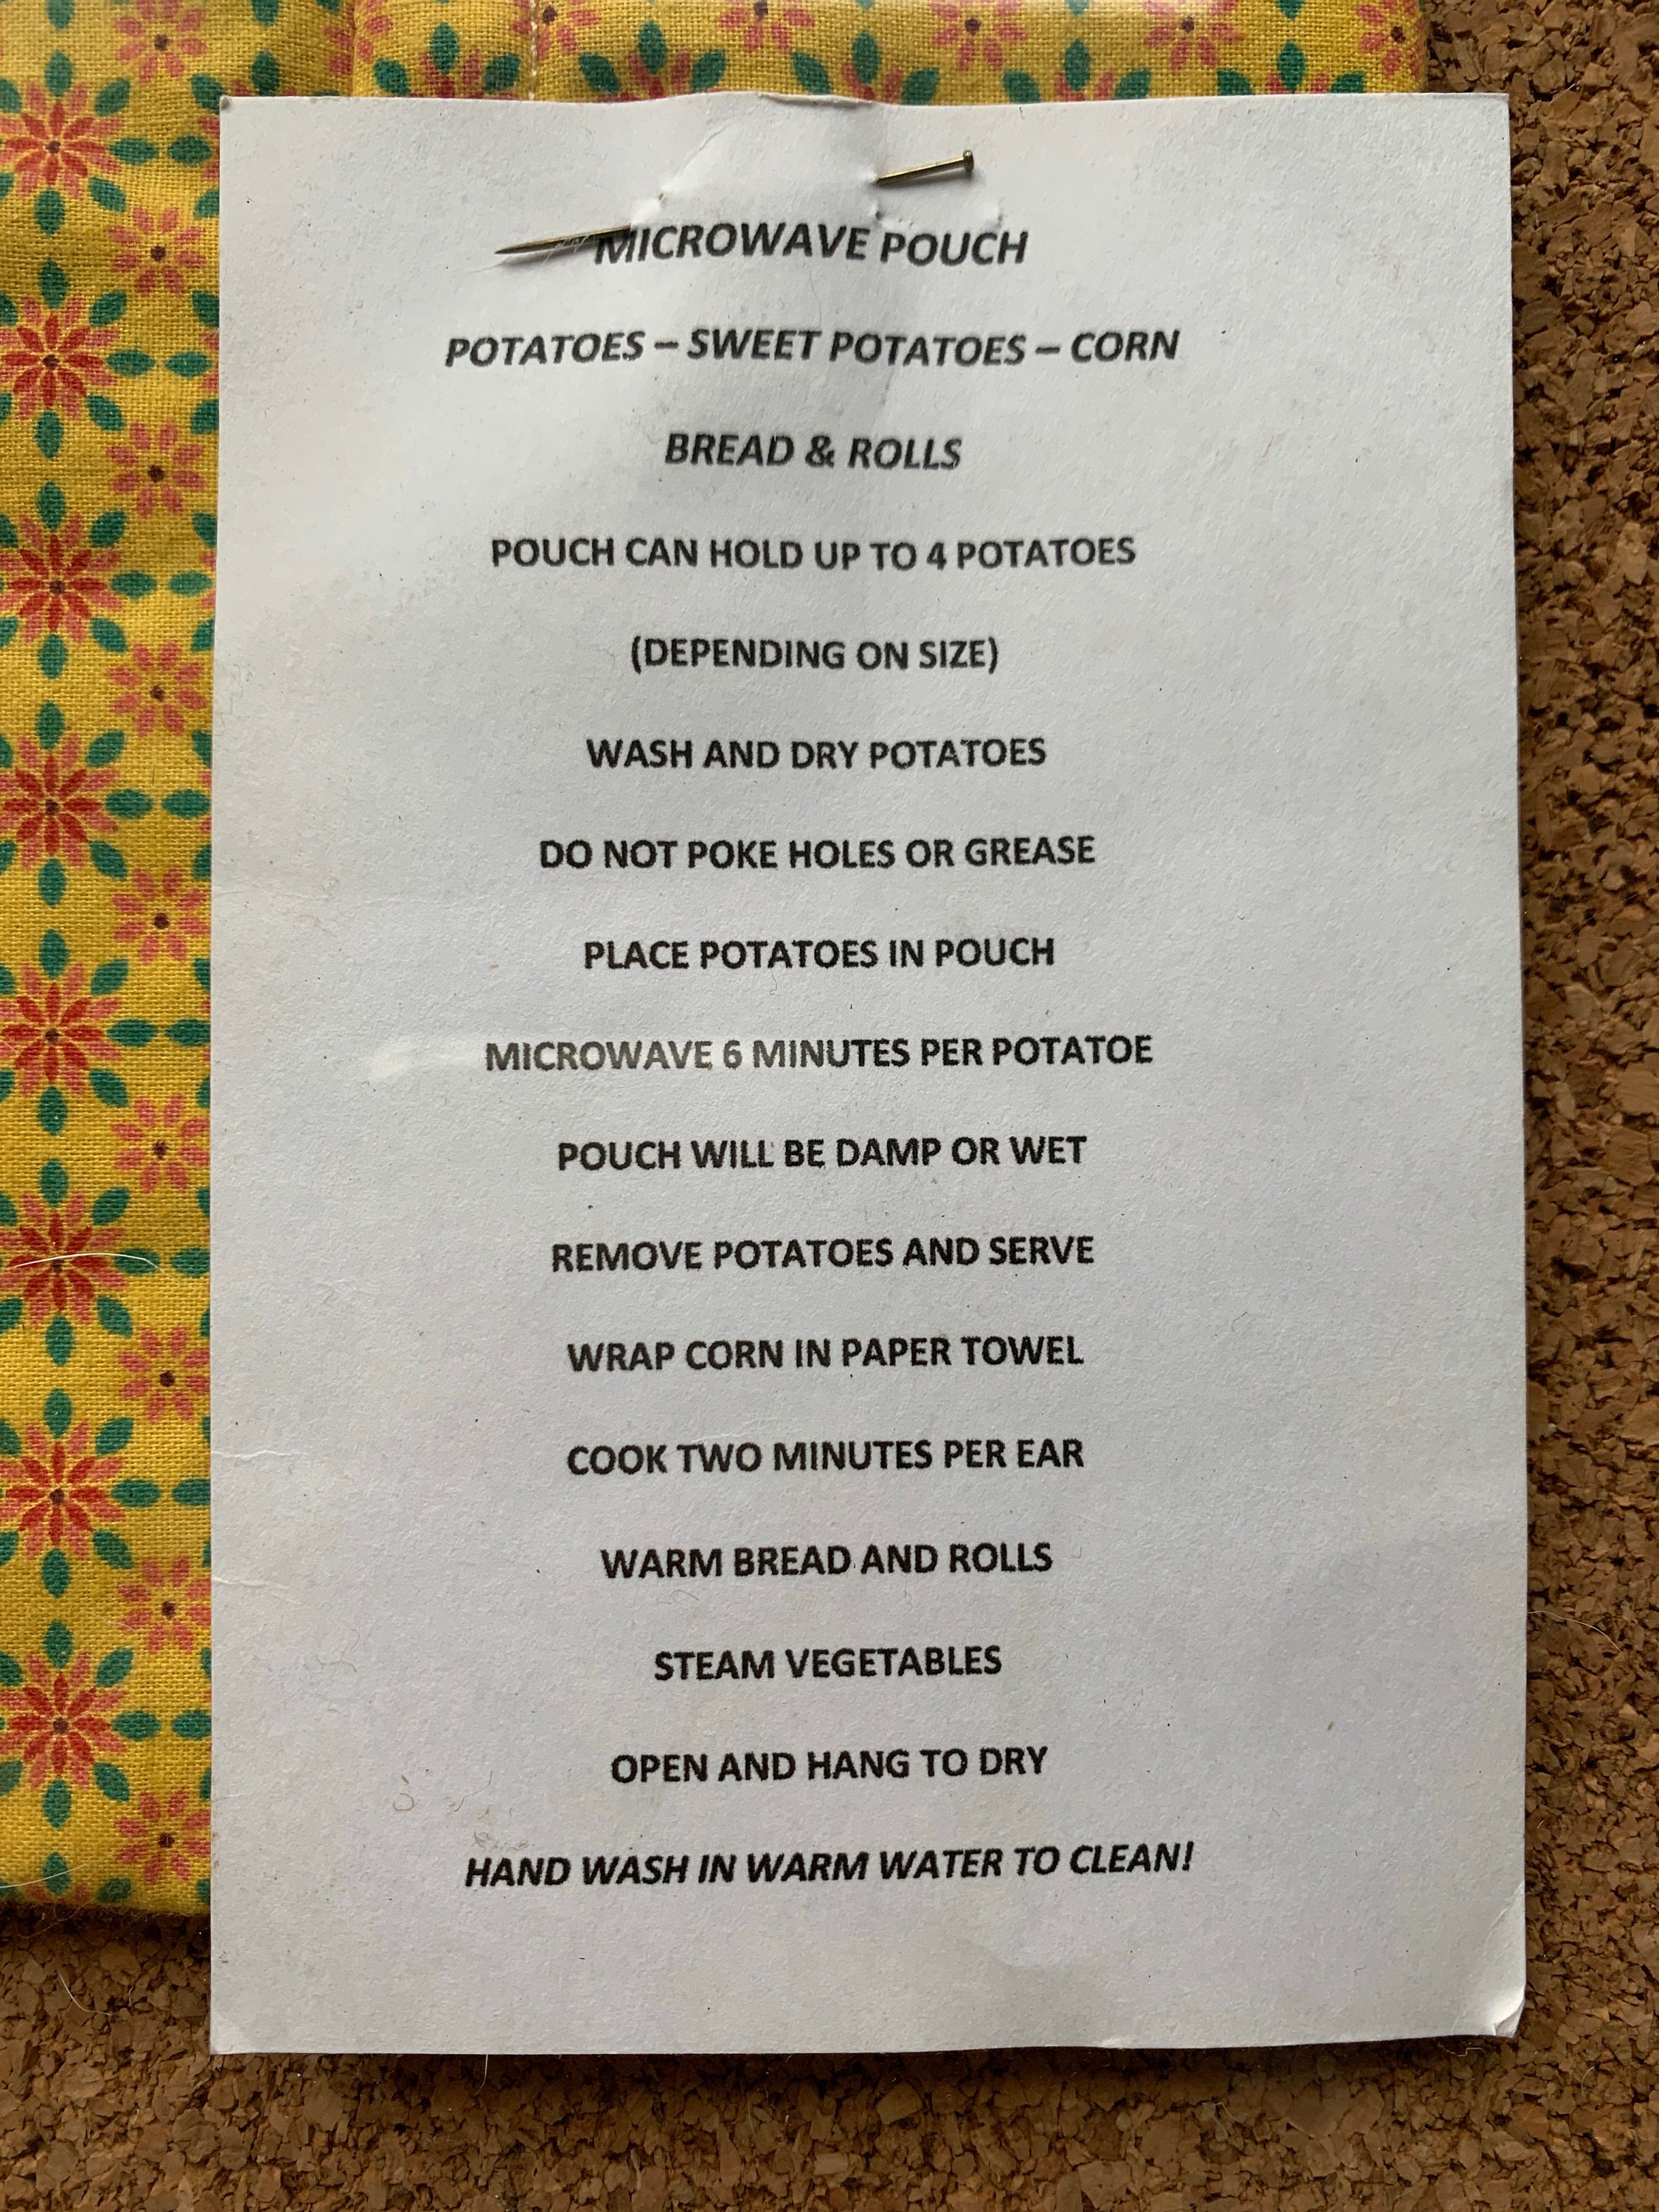 MICROWAVE POUCH
POTATOES – SWEET POTATOES – CORN
BREAD & ROLLS
POUCH CAN HOLD UP TO 4 POTATOES
(DEPENDING ON SIZE)
WASH AND DRY POTATOES
DO NOT POKE HOLES OR GREASE
PLACE POTATOES IN POUCH
MICROWAVE 6 MINUTES PER POTATOE
POUCH WILL BE DAMP OR WET
REMOVE POTATOES AND SERVE
WRAP CORN IN PAPER TOWEL
COOK TWO MINUTES PER EAR
WARM BREAD AND ROLLS
STEAM VEGETABLES
OPEN AND HANG TO DRY
HAND WASH IN WARM WATER TO CLEAN!